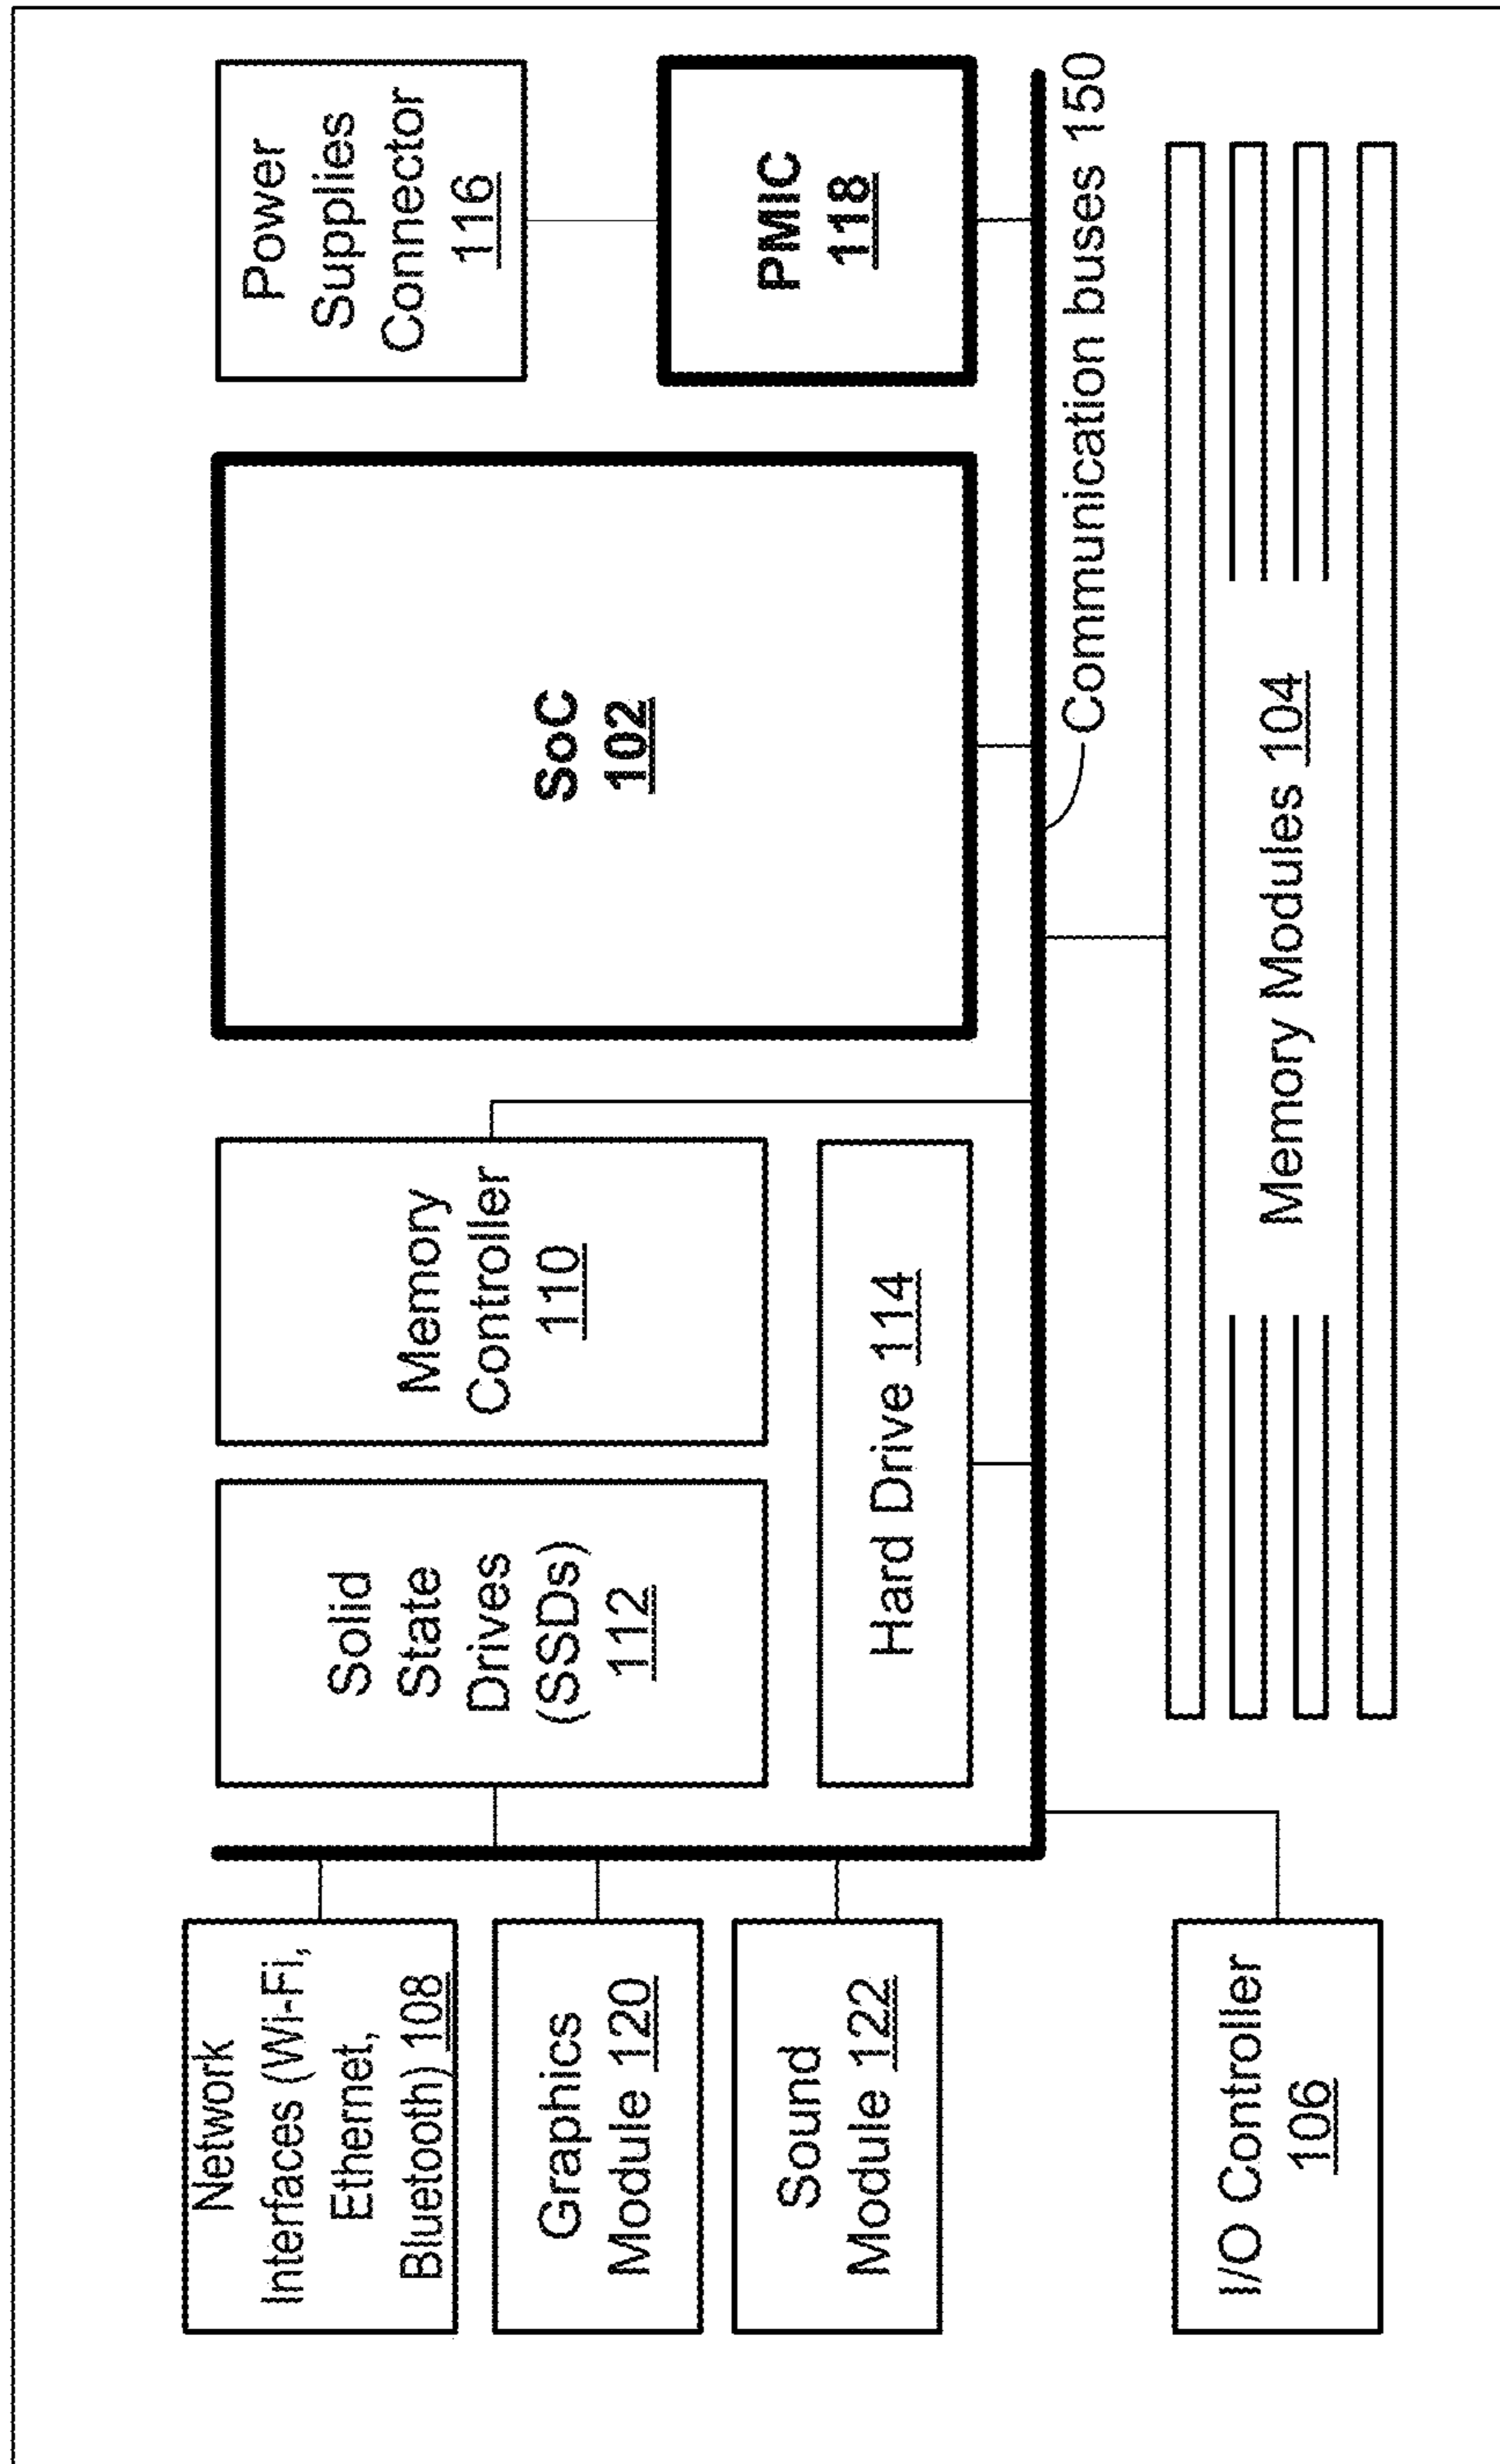 Network
Interfaces (Wi-Fi,
Ethernet,
Bluetooth) 108
Graphics
Module 120
Sound
Module 122
I/O Controller
106
Solid
State
Drives
(SSDs)
112
Memory
Controller
110
Hard Drive 114
SoC
102
Power
Supplies
Connector
116
PMIC
118
Communication buses 150
Memory Modules 104